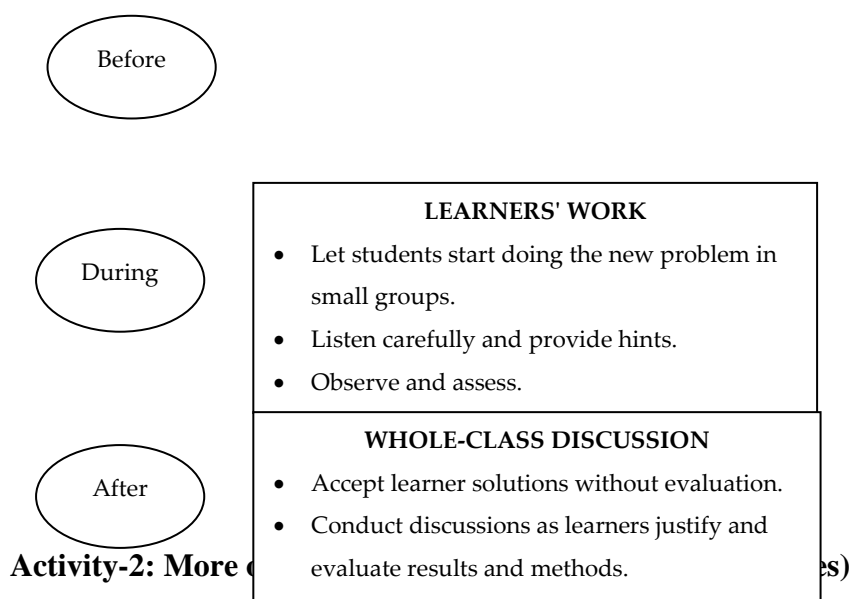 Before
LEARNERS' WORK
During
• Let students start doing the new problem in
small groups.
• Listen carefully and provide hints.
• Observe and assess.
WHOLE-CLASS DISCUSSION
After
• Accept learner solutions without evaluation.
• Conduct discussions as learners justify and
evaluate results and methods.
Activity-2: More